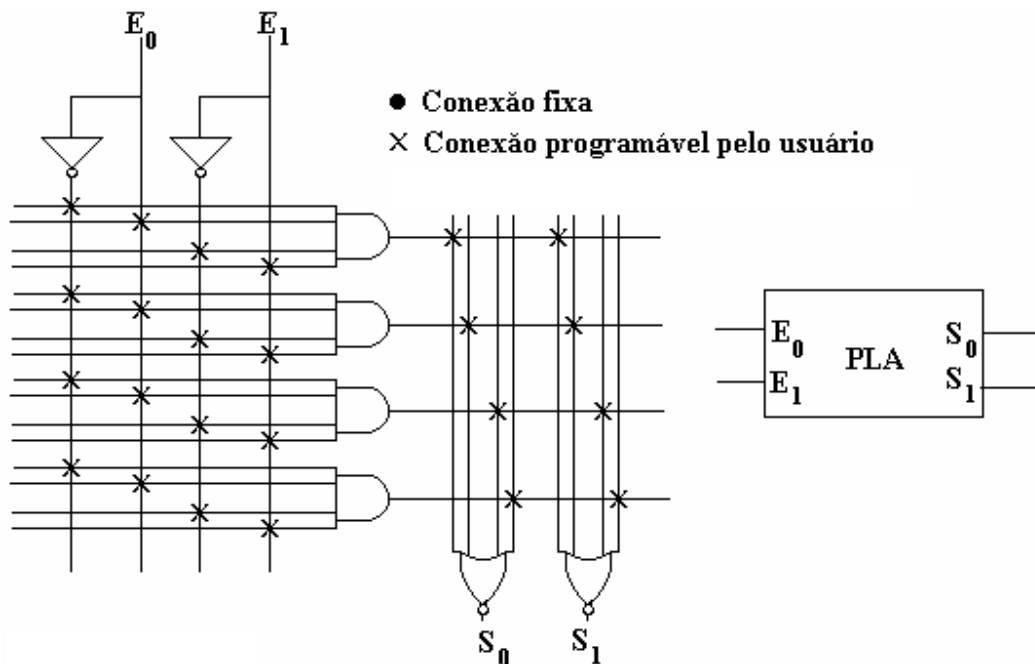 E0 E1
● Conexão fixa
× Conexão programável pelo usuário
E0 S0
PLA
E1 S1
S0 S1